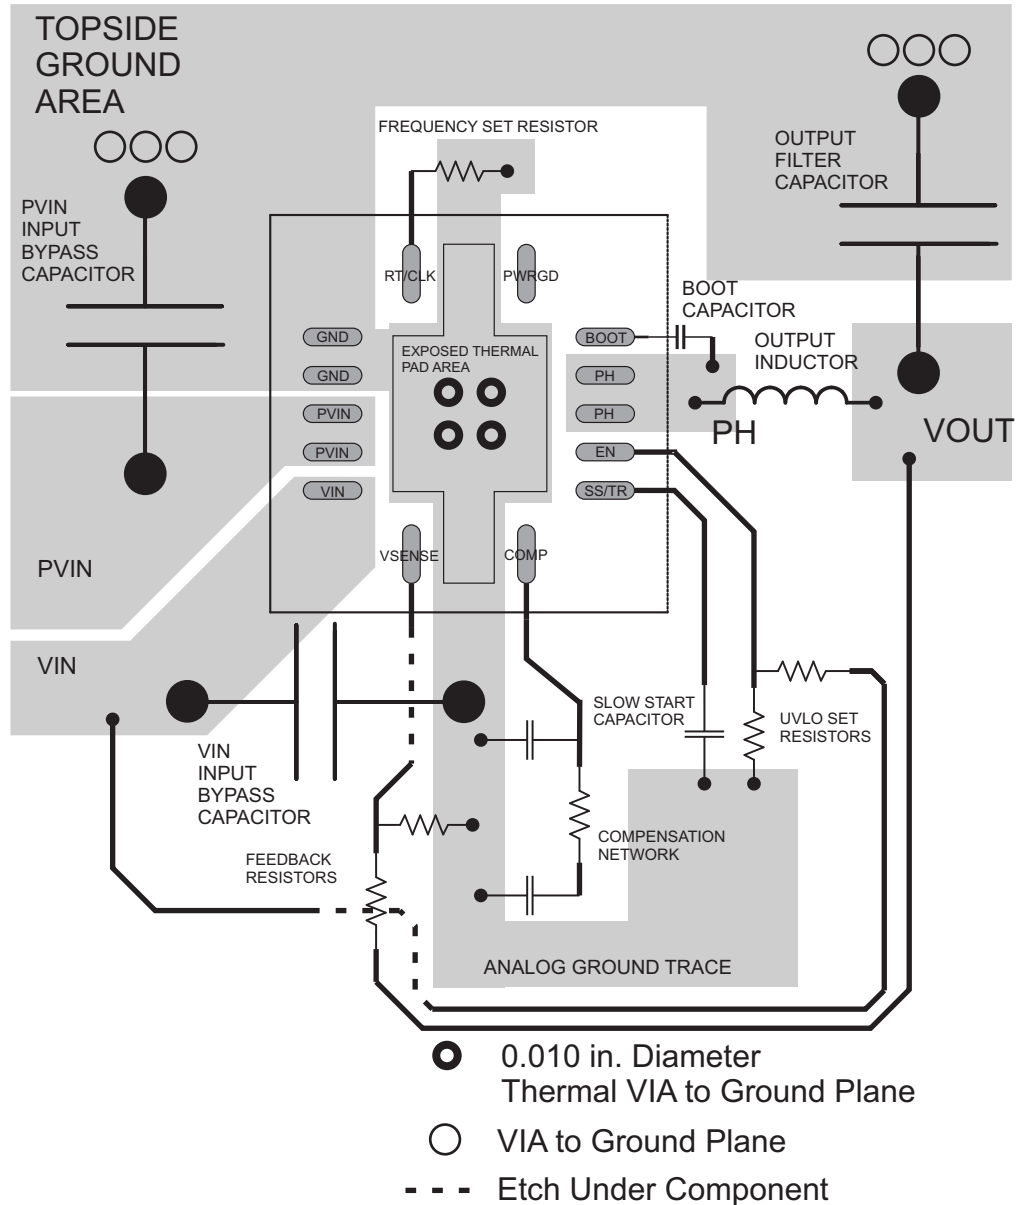 TOPSIDE
GROUND
AREA
FREQUENCY SET RESISTOR
OUTPUT
FILTER
CAPACITOR
PVIN
INPUT
BYPASS
CAPACITOR
RT/CLK
PWRGD
BOOT
CAPACITOR
GND
EXPOSED THERMAL
PAD AREA
BOOT
OUTPUT
INDUCTOR
GND
PH
PVIN
PH
PH
VOUT
PVIN
EN
VIN
SS/TR
VSENSE
COMP
PVIN
VIN
SLOW START
CAPACITOR
UVLO SET
RESISTORS
VIN
INPUT
BYPASS
CAPACITOR
COMPENSATION
NETWORK
FEEDBACK
RESISTORS
ANALOG GROUND TRACE
0.010 in. Diameter
Thermal VIA to Ground Plane
VIA to Ground Plane
Etch Under Component